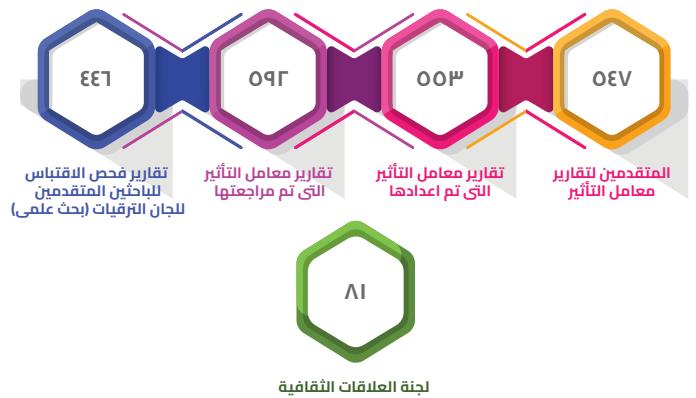 ٥٤٧
المتقدمين لتقارير
معامل التأثير
٥٥٣
تقارير معامل التأثير
التى تم اعدادها
٥٩٢
تقارير معامل التأثير
التى تم مراجعتها
٤٤٦
تقارير فحص الاقتباس
للباحثين المتقدمين
للجان الترقيات (بحث علمى)
٨١
لجنة العلاقات الثقافية